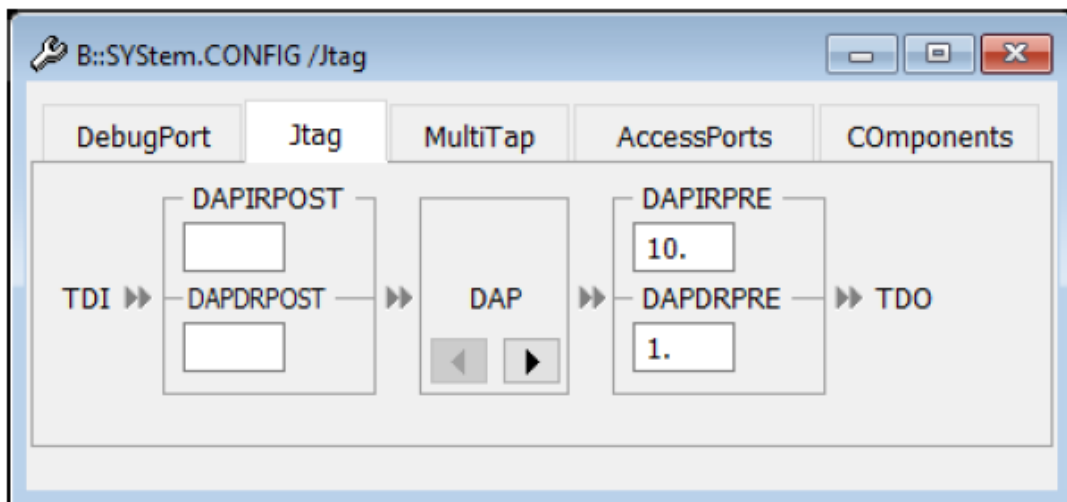 B::SYStem.CONFIG /Jtag
DebugPort Jtag MultiTap AccessPorts COmponents
DAPIRPOST DAPIRPRE
10.
TDI DAPDRPOST DAP DAPDRPRE TDO
1.